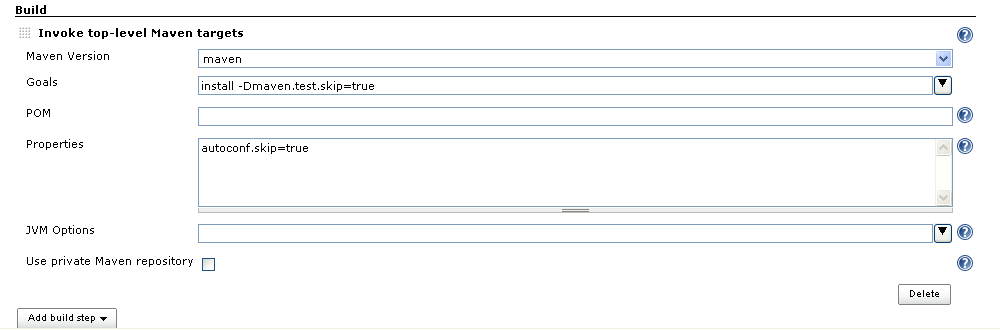 Build
Invoke top-level Maven targets
Maven Version
maven
Goals
install -Dmaven.test.skip=true
POM
Properties
autoconf.skip=true
JVM Options
Use private Maven repository
Delete
Add build step